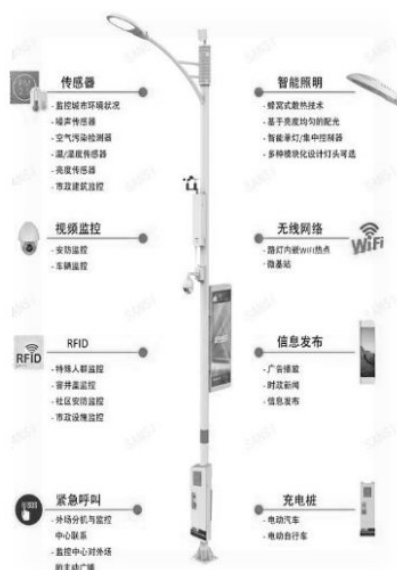 传感器
- 监控城市环境状况
- 噪声传感器
- 空气污染检测器
- 温/湿度传感器
- 亮度传感器
- 市政建筑监控
视频监控
- 安防监控
- 车辆监控
RFID
RFID
- 特殊人群监控
- 窨井盖监控
- 社区安防监控
- 市政设施监控
紧急呼叫
- 外场分机与监控
中心联系
- 监控中心对外场
的主动广播
智能照明
- 蜂窝式散热技术
- 基于亮度均匀的配光
- 智能单灯/集中控制器
- 多种模块化设计灯头可选
无线网络
WiFi
- 路灯内嵌WIFI热点
- 微基站
信息发布
- 广告播放
- 时政新闻
- 信息发布
充电桩
- 电动汽车
- 电动自行车
SANSI